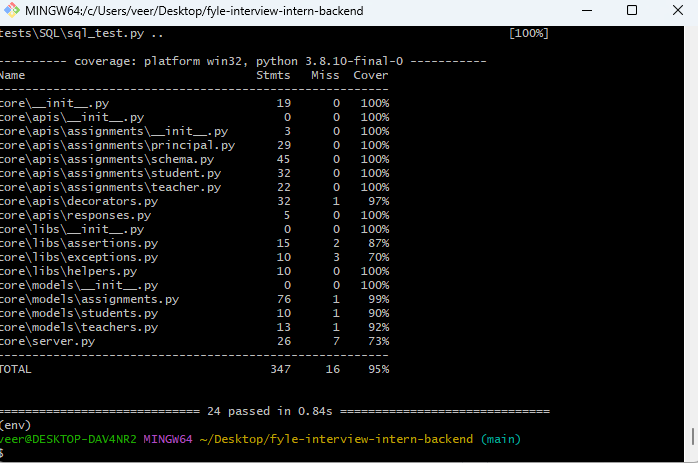 MINGW64:/c/Users/veer/Desktop/fyle-interview-intern-backend
tests\SQL\sql_test.py .. [100%]
---------- coverage: platform win32, python 3.8.10-final-0 -----------
Name Stmts Miss Cover
----------------------------------------------------------
core\__init__.py 19 0 100%
core\apis\__init__.py 0 0 100%
core\apis\assignments\__init__.py 3 0 100%
core\apis\assignments\principal.py 29 0 100%
core\apis\assignments\schema.py 45 0 100%
core\apis\assignments\student.py 32 0 100%
core\apis\assignments\teacher.py 22 0 100%
core\apis\decorators.py 32 1 97%
core\apis\responses.py 5 0 100%
core\libs\__init__.py 0 0 100%
core\libs\assertions.py 15 2 87%
core\libs\exceptions.py 10 3 70%
core\libs\helpers.py 10 0 100%
core\models\__init__.py 0 0 100%
core\models\assignments.py 76 1 99%
core\models\students.py 10 1 90%
core\models\teachers.py 13 1 92%
core\server.py 26 7 73%
----------------------------------------------------------
TOTAL 347 16 95%
============================== 24 passed in 0.84s ===============================
(env)
veer@DESKTOP-DAV4NR2 MINGW64 ~/Desktop/fyle-interview-intern-backend (main)
$